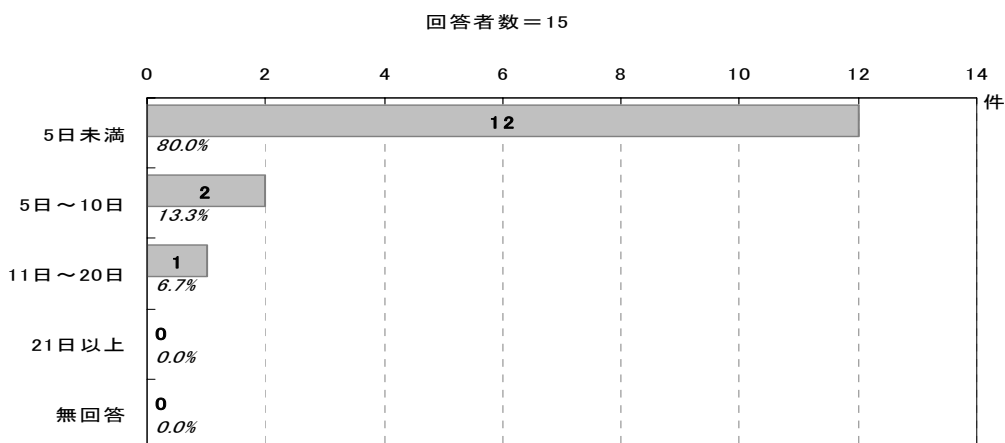 回答者数＝15
0 2 4 6 8 10 12 14
件
5日未満 12
80.0%
5日～10日 2
13.3%
11日～20日 1
6.7%
21日以上 0
0.0%
無回答 0
0.0%